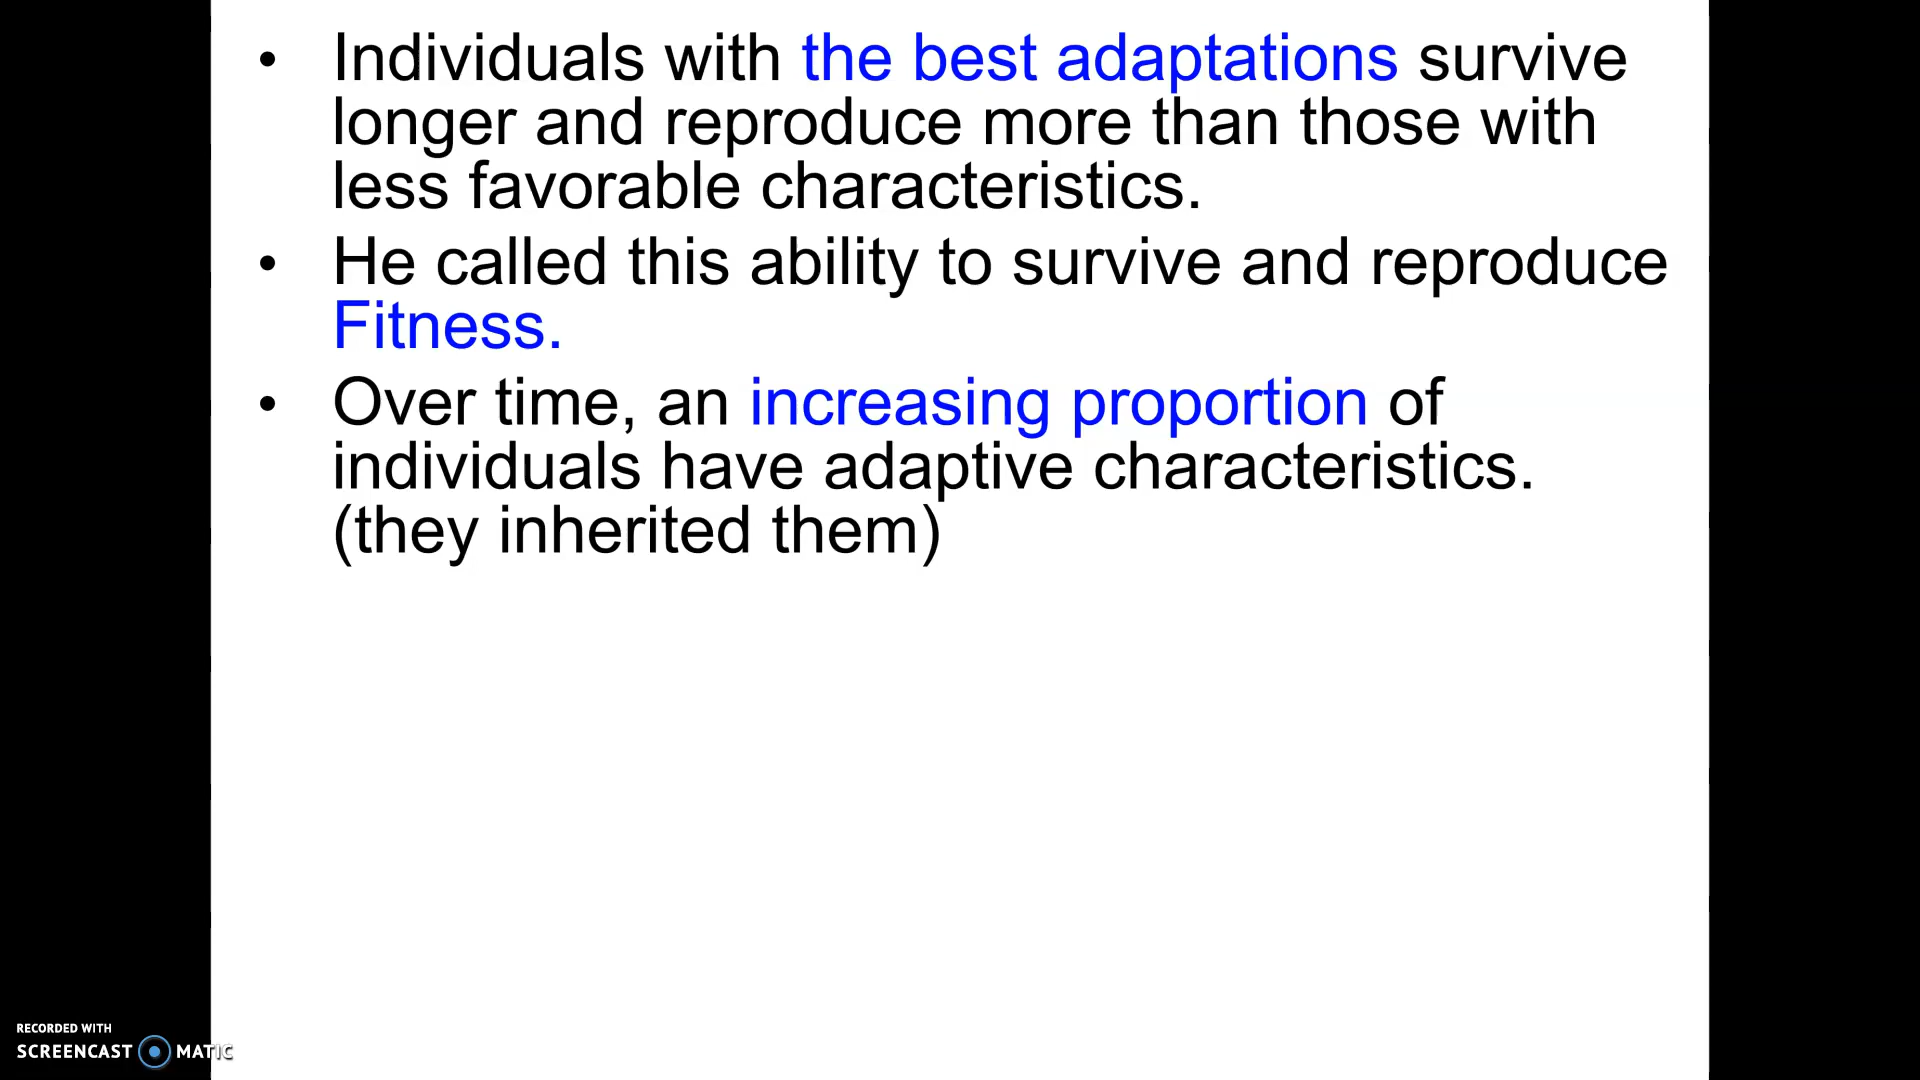 • Individuals with the best adaptations survive
longer and reproduce more than those with
less favorable characteristics.
• He called this ability to survive and reproduce
Fitness.
• Over time, an increasing proportion of
individuals have adaptive characteristics.
(they inherited them)
RECORDED WITH
SCREENCAST MATIC